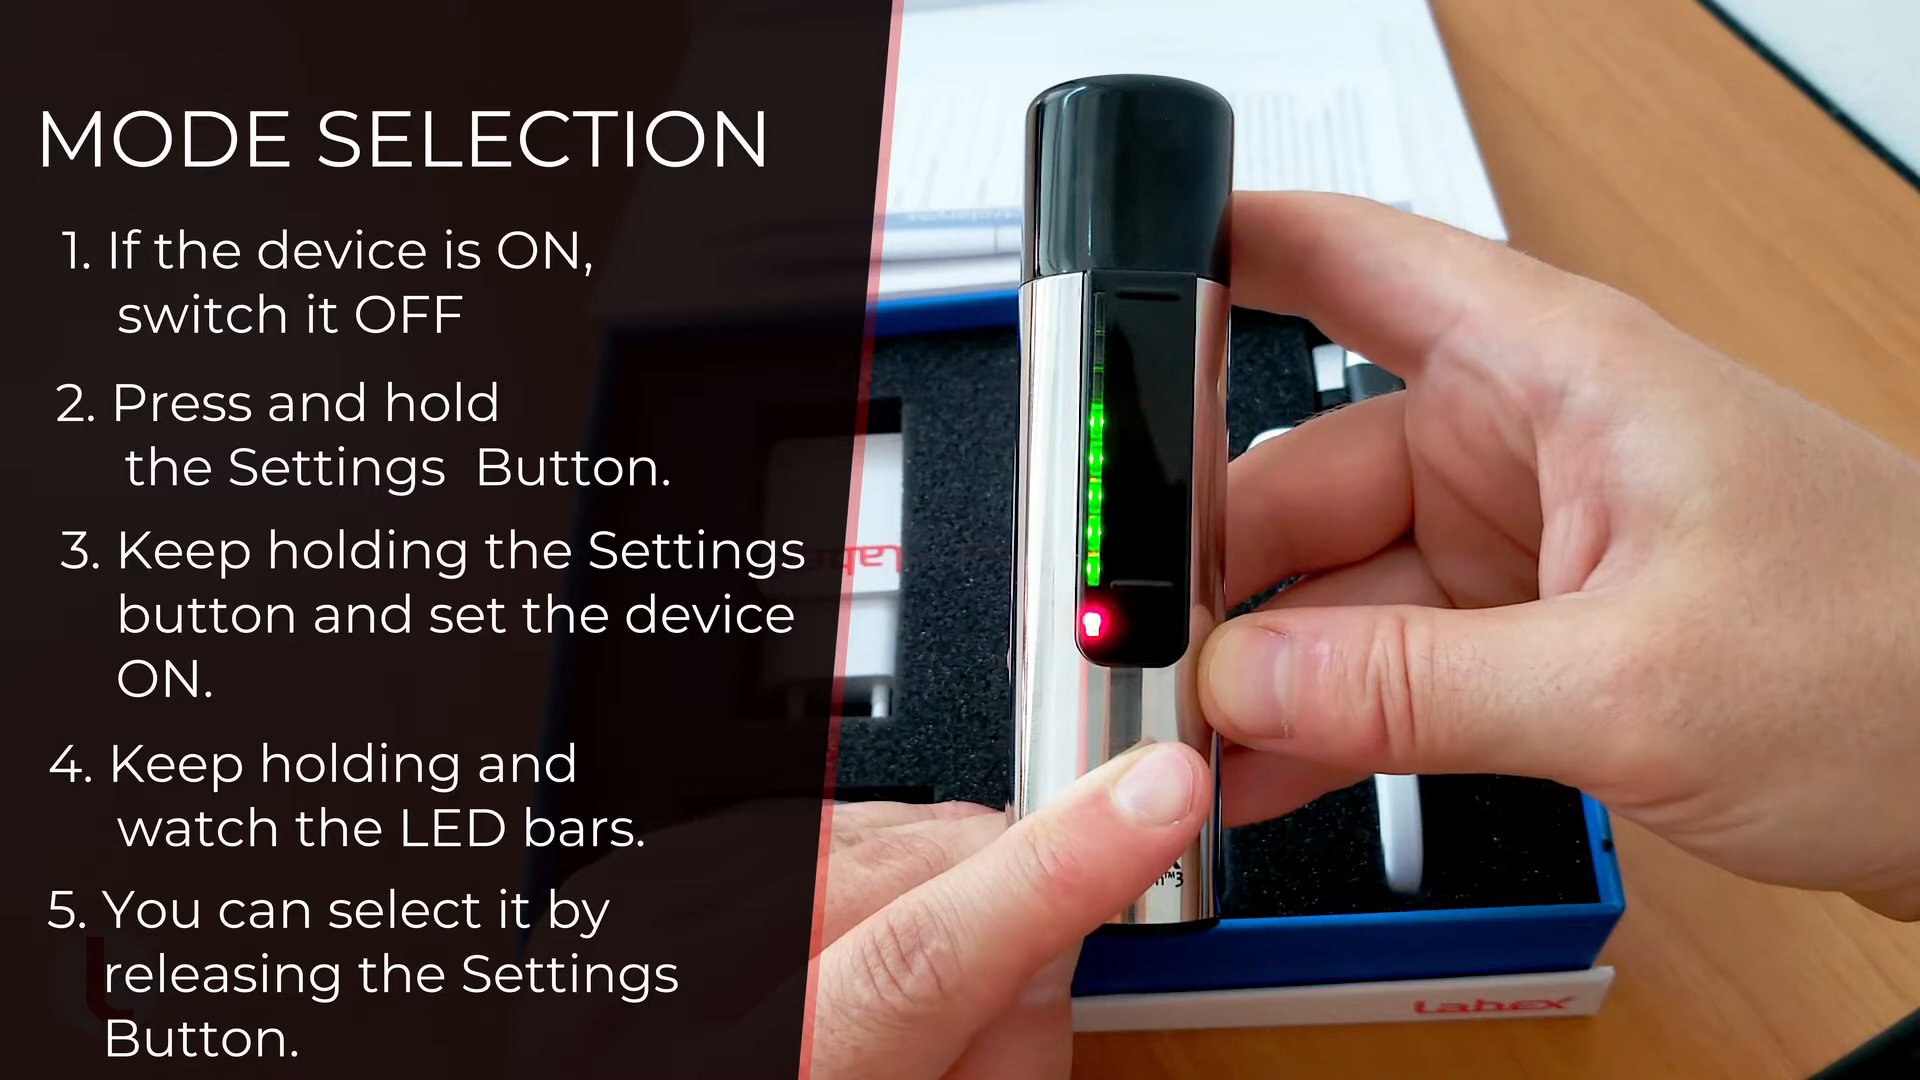 MODE SELECTION
1. If the device is ON,
switch it OFF
2. Press and hold
the Settings Button.
3. Keep holding the Settings
button and set the device
ON.
4. Keep holding and
watch the LED bars.
5. You can select it by
releasing the Settings
Button.
Labex
Labex